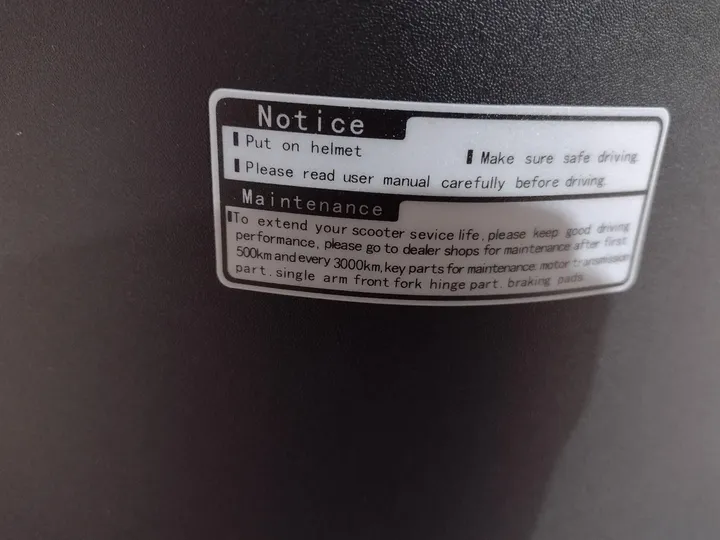 Notice
Put on helmet
Make sure safe driving.
Please read user manual carefully before driving.
Maintenance
To extend your scooter sevice life, please keep good driving
performance, please go to dealer shops for maintenance after first
500km and every 3000km, key parts for maintenance: motor transmission
part. single arm front fork hinge part. braking pads